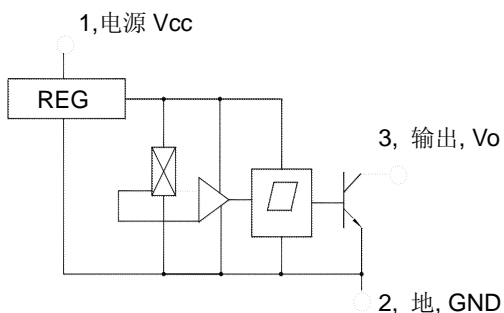 1,电源 Vcc
REG
3, 输出, Vo
2, 地, GND